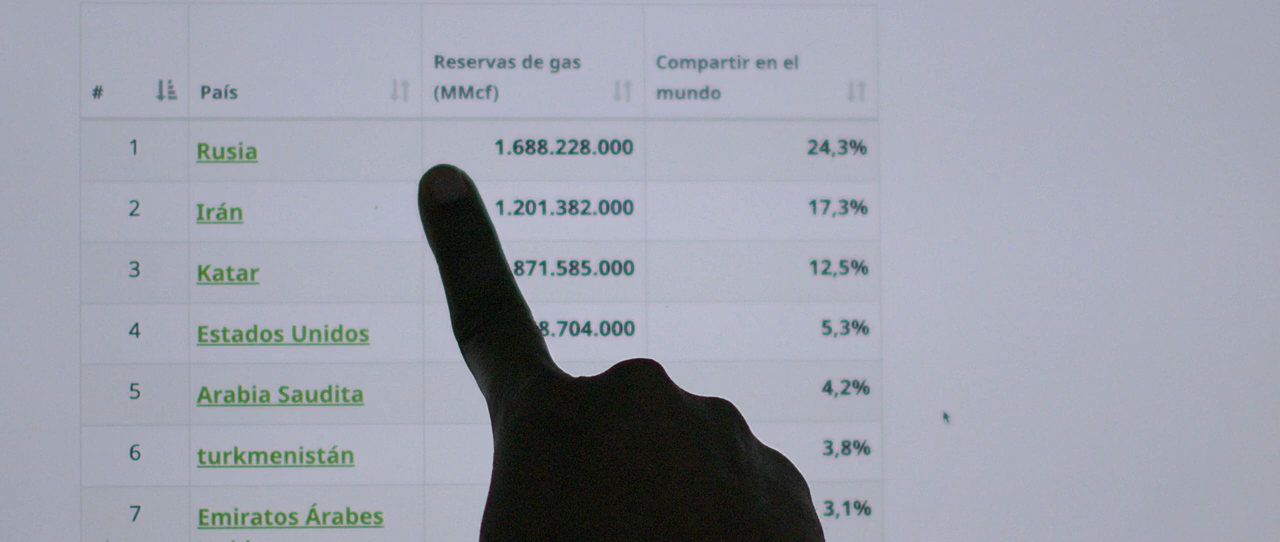 # País Reservas de gas (MMcf) Compartir en el mundo
1 Rusia 1.688.228.000 24,3%
2 Irán 1.201.382.000 17,3%
3 Katar 871.585.000 12,5%
4 Estados Unidos 8.704.000 5,3%
5 Arabia Saudita 4,2%
6 turkmenistán 3,8%
7 Emiratos Árabes 3,1%